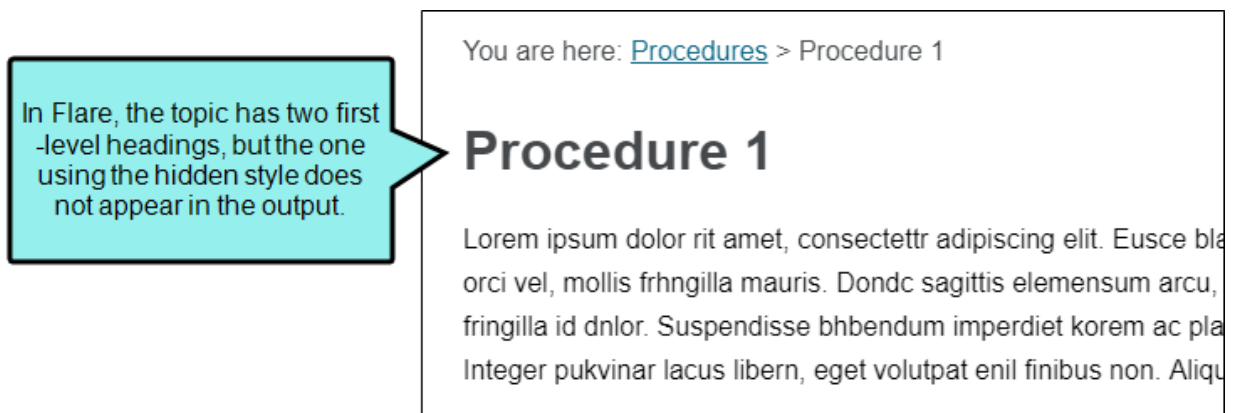 In Flare, the topic has two first
-level headings, but the one
using the hidden style does
not appear in the output.
You are here: Procedures > Procedure 1
Procedure 1
Lorem ipsum dolor rit amet, consectettr adipiscing elit. Eusce
orci vel, mollis frhngilla mauris. Dondc sagittis elemensum arcu,
fringilla id dnlor. Suspendisse bhbendum imperdiet korem ac
Integer pukvinar lacus libern, eget volutpat enil finibus non.